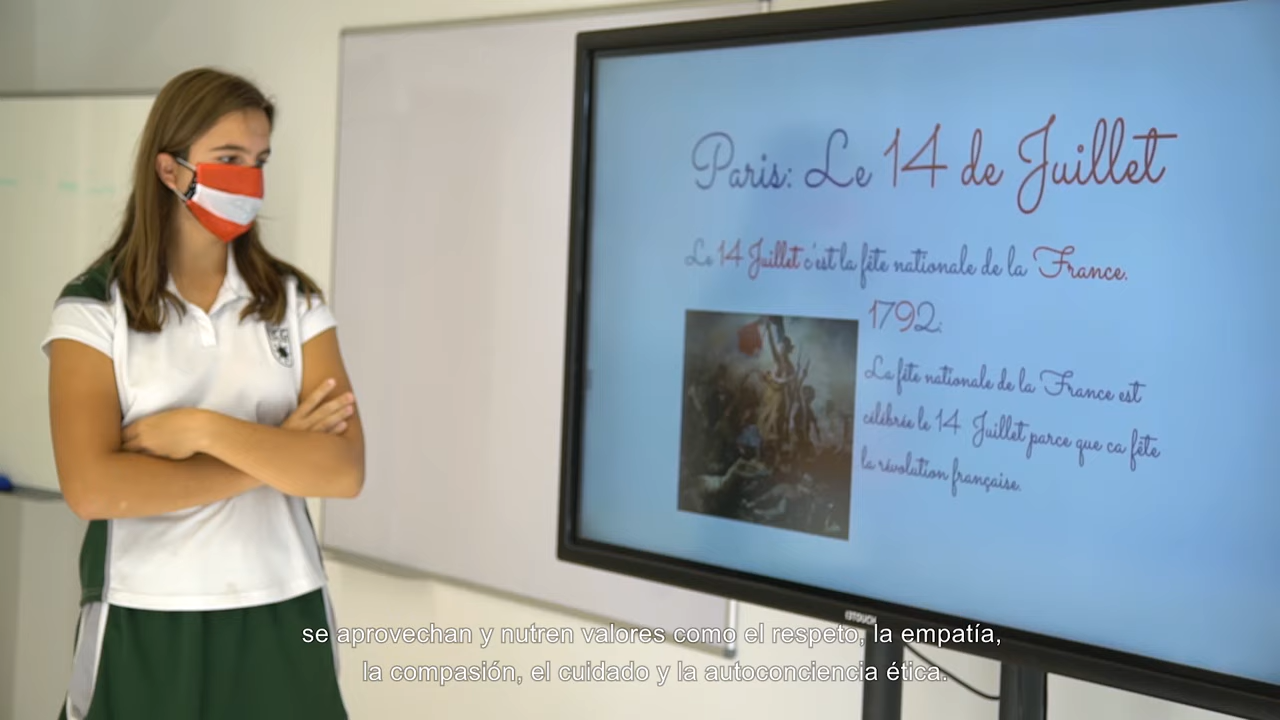 Paris: Le 14 de Juillet
Le 14 Juillet c'est la fête nationale de la France.
1792:
La fête nationale de la France est
célébrée le 14 Juillet parce que ca fête
la révolution française.
se aprovechan y nutren valores como el respeto, la empatía,
la compasión, el cuidado y la autoconciencia ética.